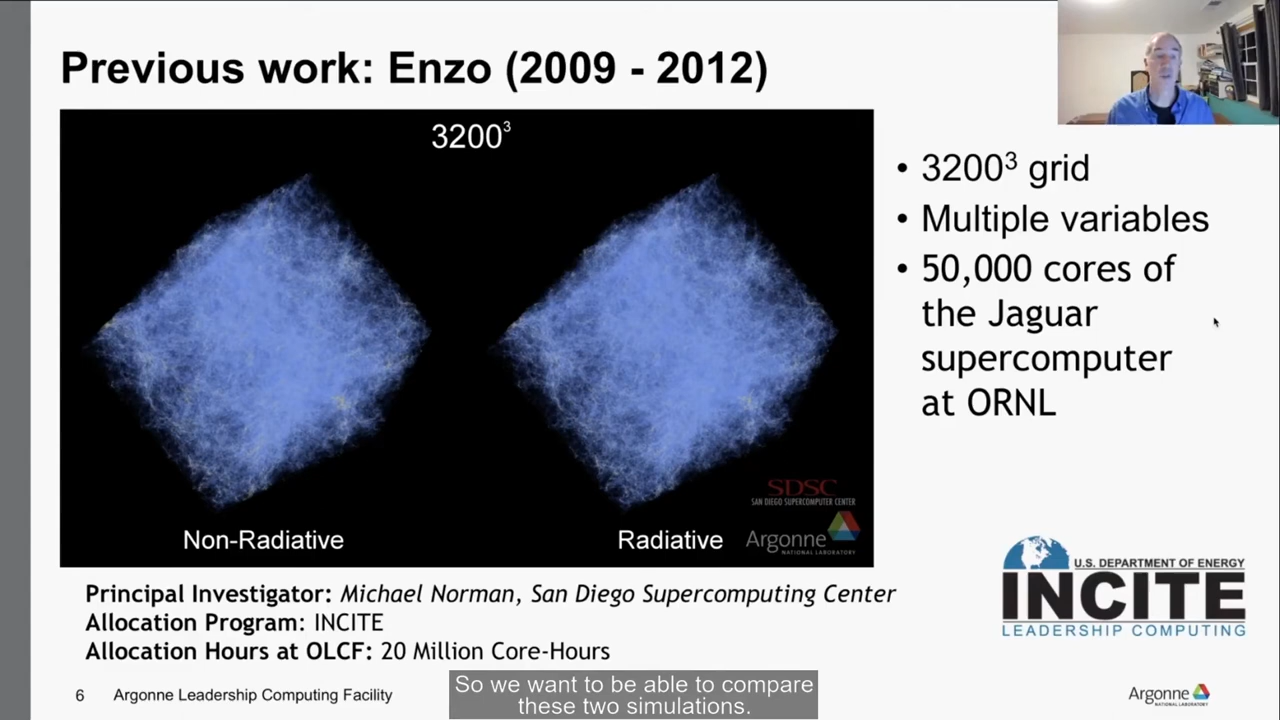 Previous work: Enzo (2009 - 2012)
3200³
Non-Radiative
Radiative
SDSC
SAN DIEGO SUPERCOMPUTER CENTER
Argonne
NATIONAL LABORATORY
• 3200³ grid
• Multiple variables
• 50,000 cores of
the Jaguar
supercomputer
at ORNL
Principal Investigator: Michael Norman, San Diego Supercomputing Center
Allocation Program: INCITE
Allocation Hours at OLCF: 20 Million Core-Hours
U.S. DEPARTMENT OF ENERGY
INCITE
LEADERSHIP COMPUTING
6 Argonne Leadership Computing Facility
Argonne
NATIONAL LABORATORY
So we want to be able to compare
these two simulations.